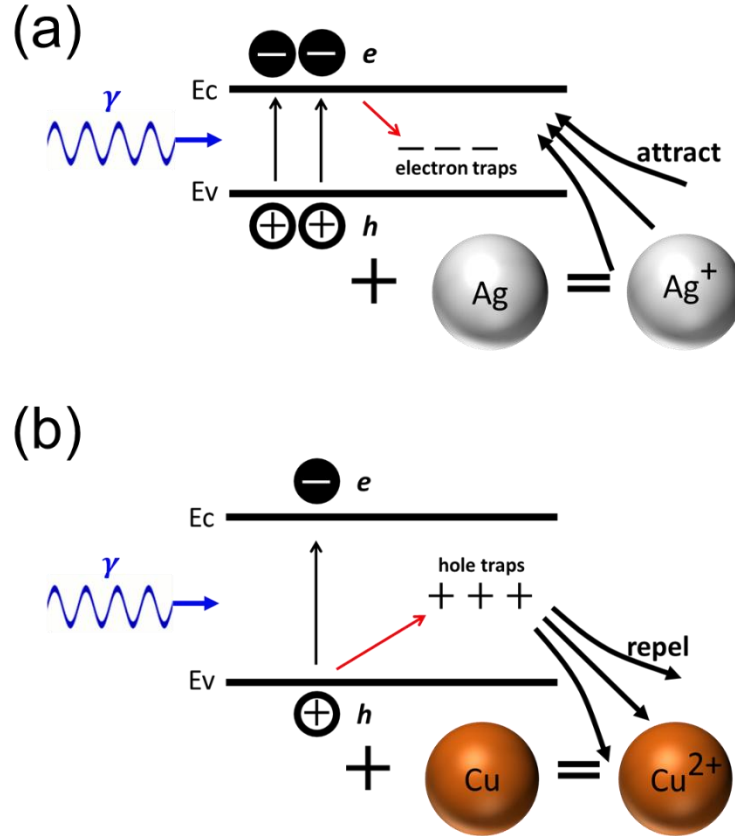 (a)
− − e
Ec
γ
attract
electron traps
Ev
+ + h
+ Ag = Ag⁺
(b)
− e
Ec
γ
hole traps
+ + +
repel
Ev
+ h
+ Cu = Cu²⁺